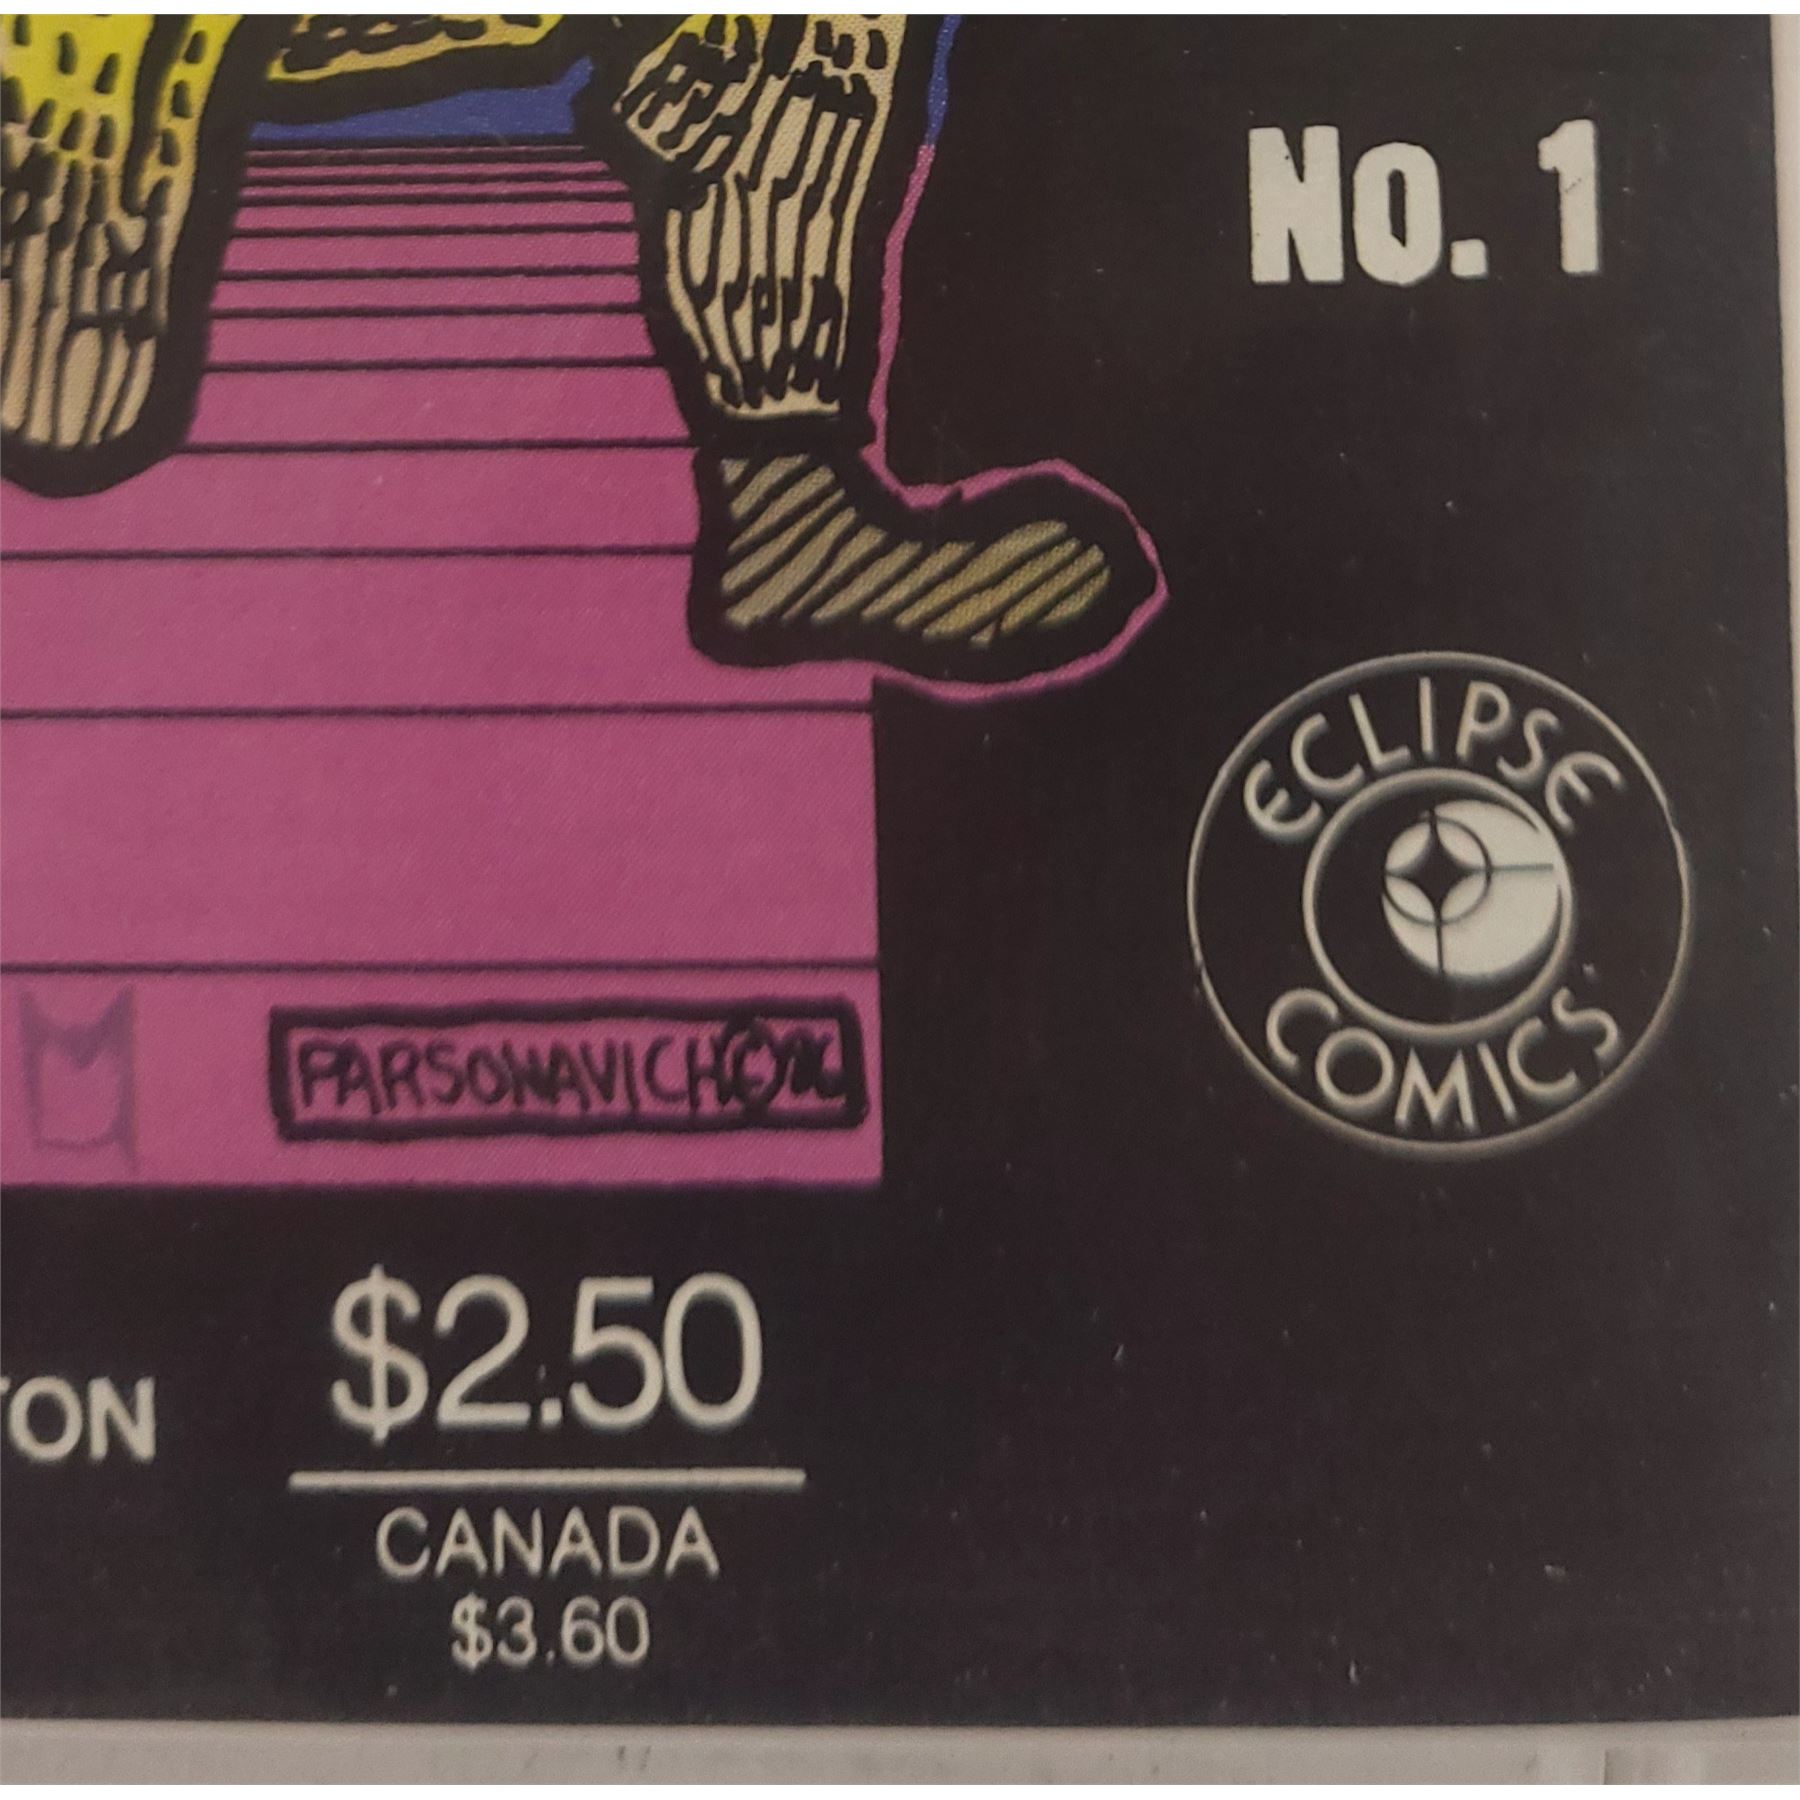 No. 1
ECLIPSE
COMICS
PARSONAVICH ©
TON
$2.50
CANADA
$3.60